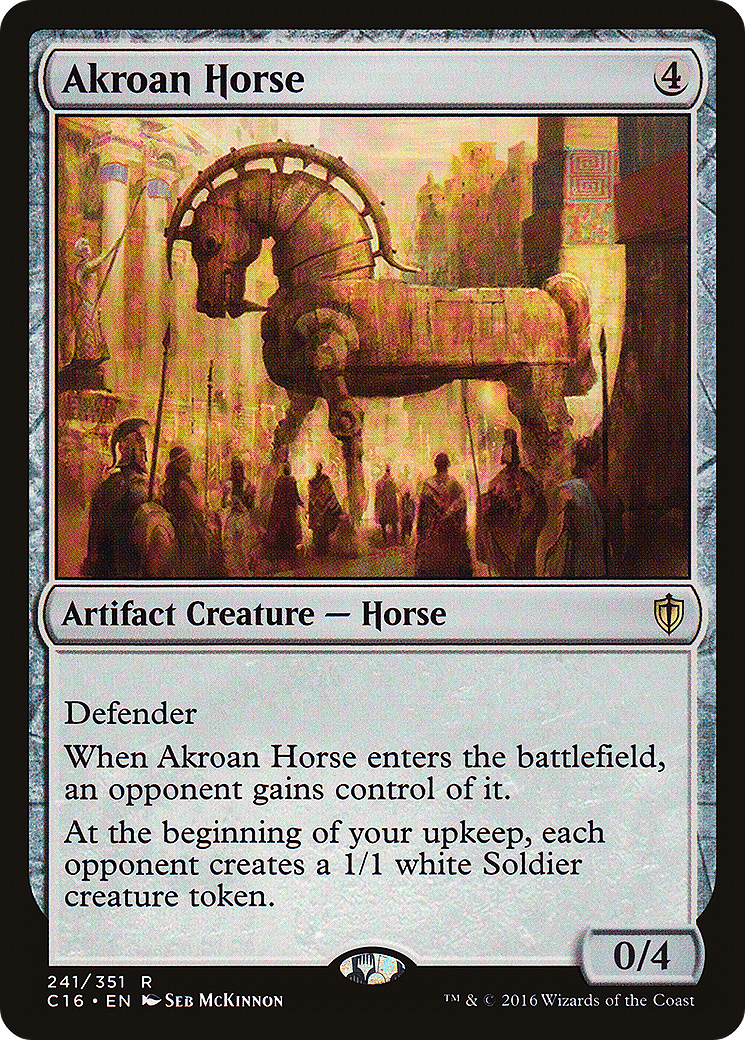 Akroan Horse
4
Artifact Creature — Horse
Defender
When Akroan Horse enters the battlefield,
an opponent gains control of it.
At the beginning of your upkeep, each
opponent creates a 1/1 white Soldier
creature token.
0/4
241/351 R
C16 • EN Seb McKinnon
™ & © 2016 Wizards of the Coast